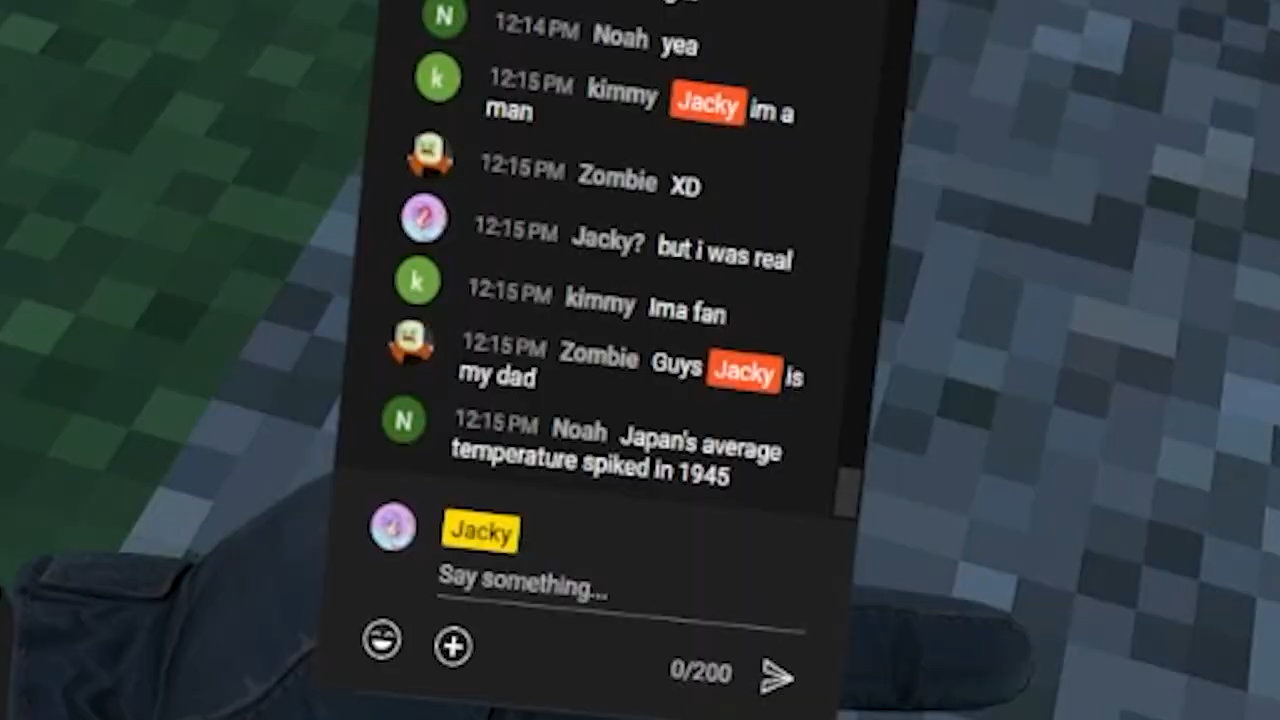 N 12:14 PM Noah yea
k 12:15 PM kimmy Jacky im a
man
12:15 PM Zombie XD
? 12:15 PM Jacky? but i was real
k 12:15 PM kimmy Ima fan
12:15 PM Zombie Guys Jacky is
my dad
N 12:15 PM Noah Japan's average
temperature spiked in 1945
Jacky
Say something...
0/200